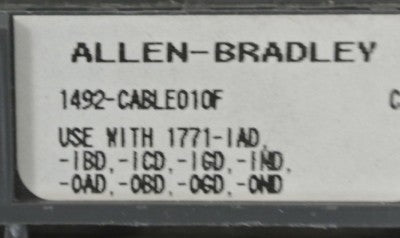 ALLEN-BRADLEY
1492-CABLE010F C
USE WITH 1771-IAD,
-IBD, -ICD, -IGD, -IND,
-OAD, -OBD, -OGD, -OND